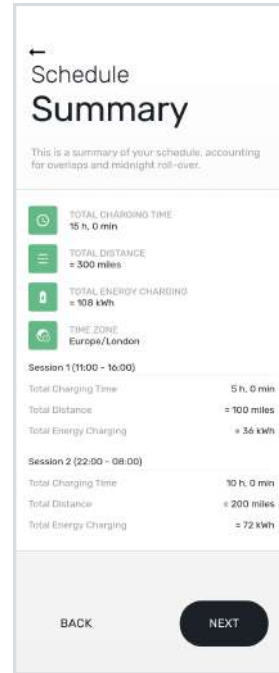 Schedule
Summary
This is a summary of your schedule, accounting
for overlaps and midnight roll-over.
TOTAL CHARGING TIME
15 h, 0 min
TOTAL DISTANCE
≈ 300 miles
TOTAL ENERGY CHARGING
≈ 108 kWh
TIME ZONE
Europe/London
Session 1 (11:00 - 16:00)
Total Charging Time 5 h, 0 min
Total Distance ≈ 100 miles
Total Energy Charging ≈ 36 kWh
Session 2 (22:00 - 08:00)
Total Charging Time 10 h, 0 min
Total Distance ≈ 200 miles
Total Energy Charging ≈ 72 kWh
BACK NEXT